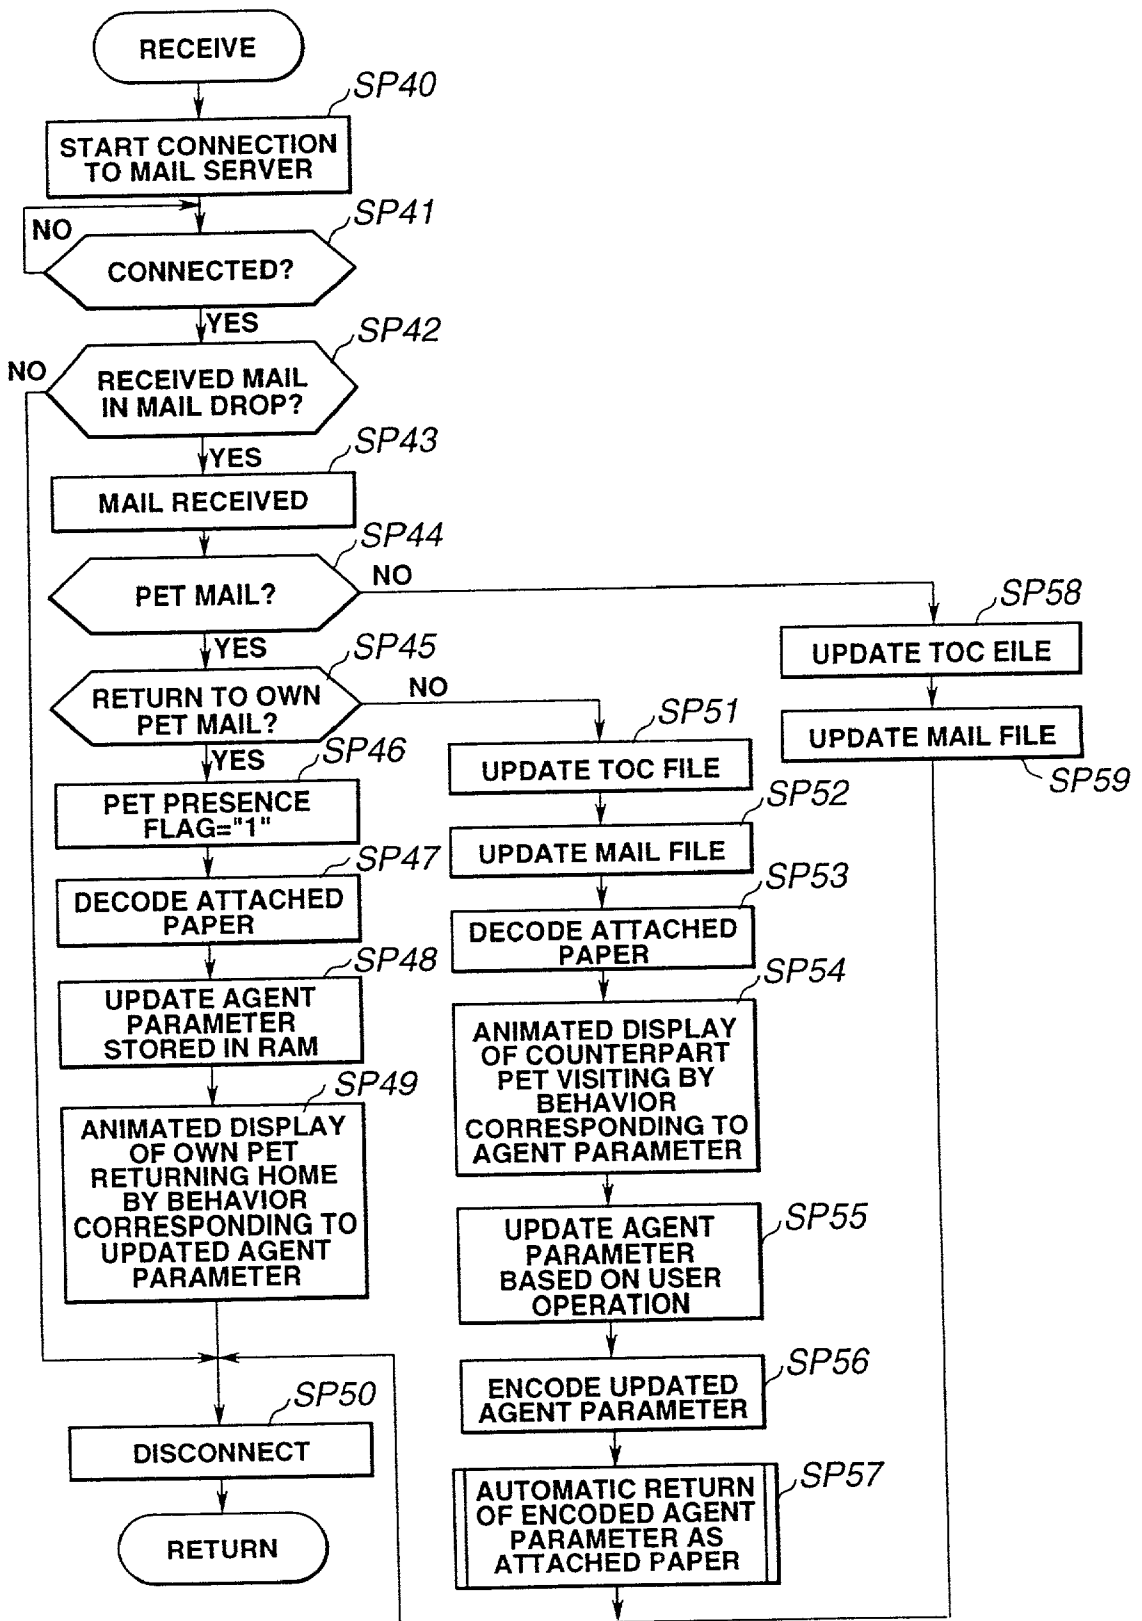 RECEIVE
SP40
START CONNECTION
TO MAIL SERVER
SP41
NO
CONNECTED?
YES
SP42
NO
RECEIVED MAIL
IN MAIL DROP?
YES
SP43
MAIL RECEIVED
SP44
PET MAIL?
NO
YES
SP45
RETURN TO OWN
PET MAIL?
NO
YES
SP46
PET PRESENCE
FLAG="1"
SP47
DECODE ATTACHED
PAPER
SP48
UPDATE AGENT
PARAMETER
STORED IN RAM
SP49
ANIMATED DISPLAY
OF OWN PET
RETURNING HOME
BY BEHAVIOR
CORRESPONDING TO
UPDATED AGENT
PARAMETER
SP50
DISCONNECT
RETURN
SP51
UPDATE TOC FILE
SP52
UPDATE MAIL FILE
SP53
DECODE ATTACHED
PAPER
SP54
ANIMATED DISPLAY
OF COUNTERPART
PET VISITING BY
BEHAVIOR
CORRESPONDING TO
AGENT PARAMETER
SP55
UPDATE AGENT
PARAMETER
BASED ON USER
OPERATION
SP56
ENCODE UPDATED
AGENT PARAMETER
SP57
AUTOMATIC RETURN
OF ENCODED AGENT
PARAMETER AS
ATTACHED PAPER
SP58
UPDATE TOC EILE
UPDATE MAIL FILE
SP59